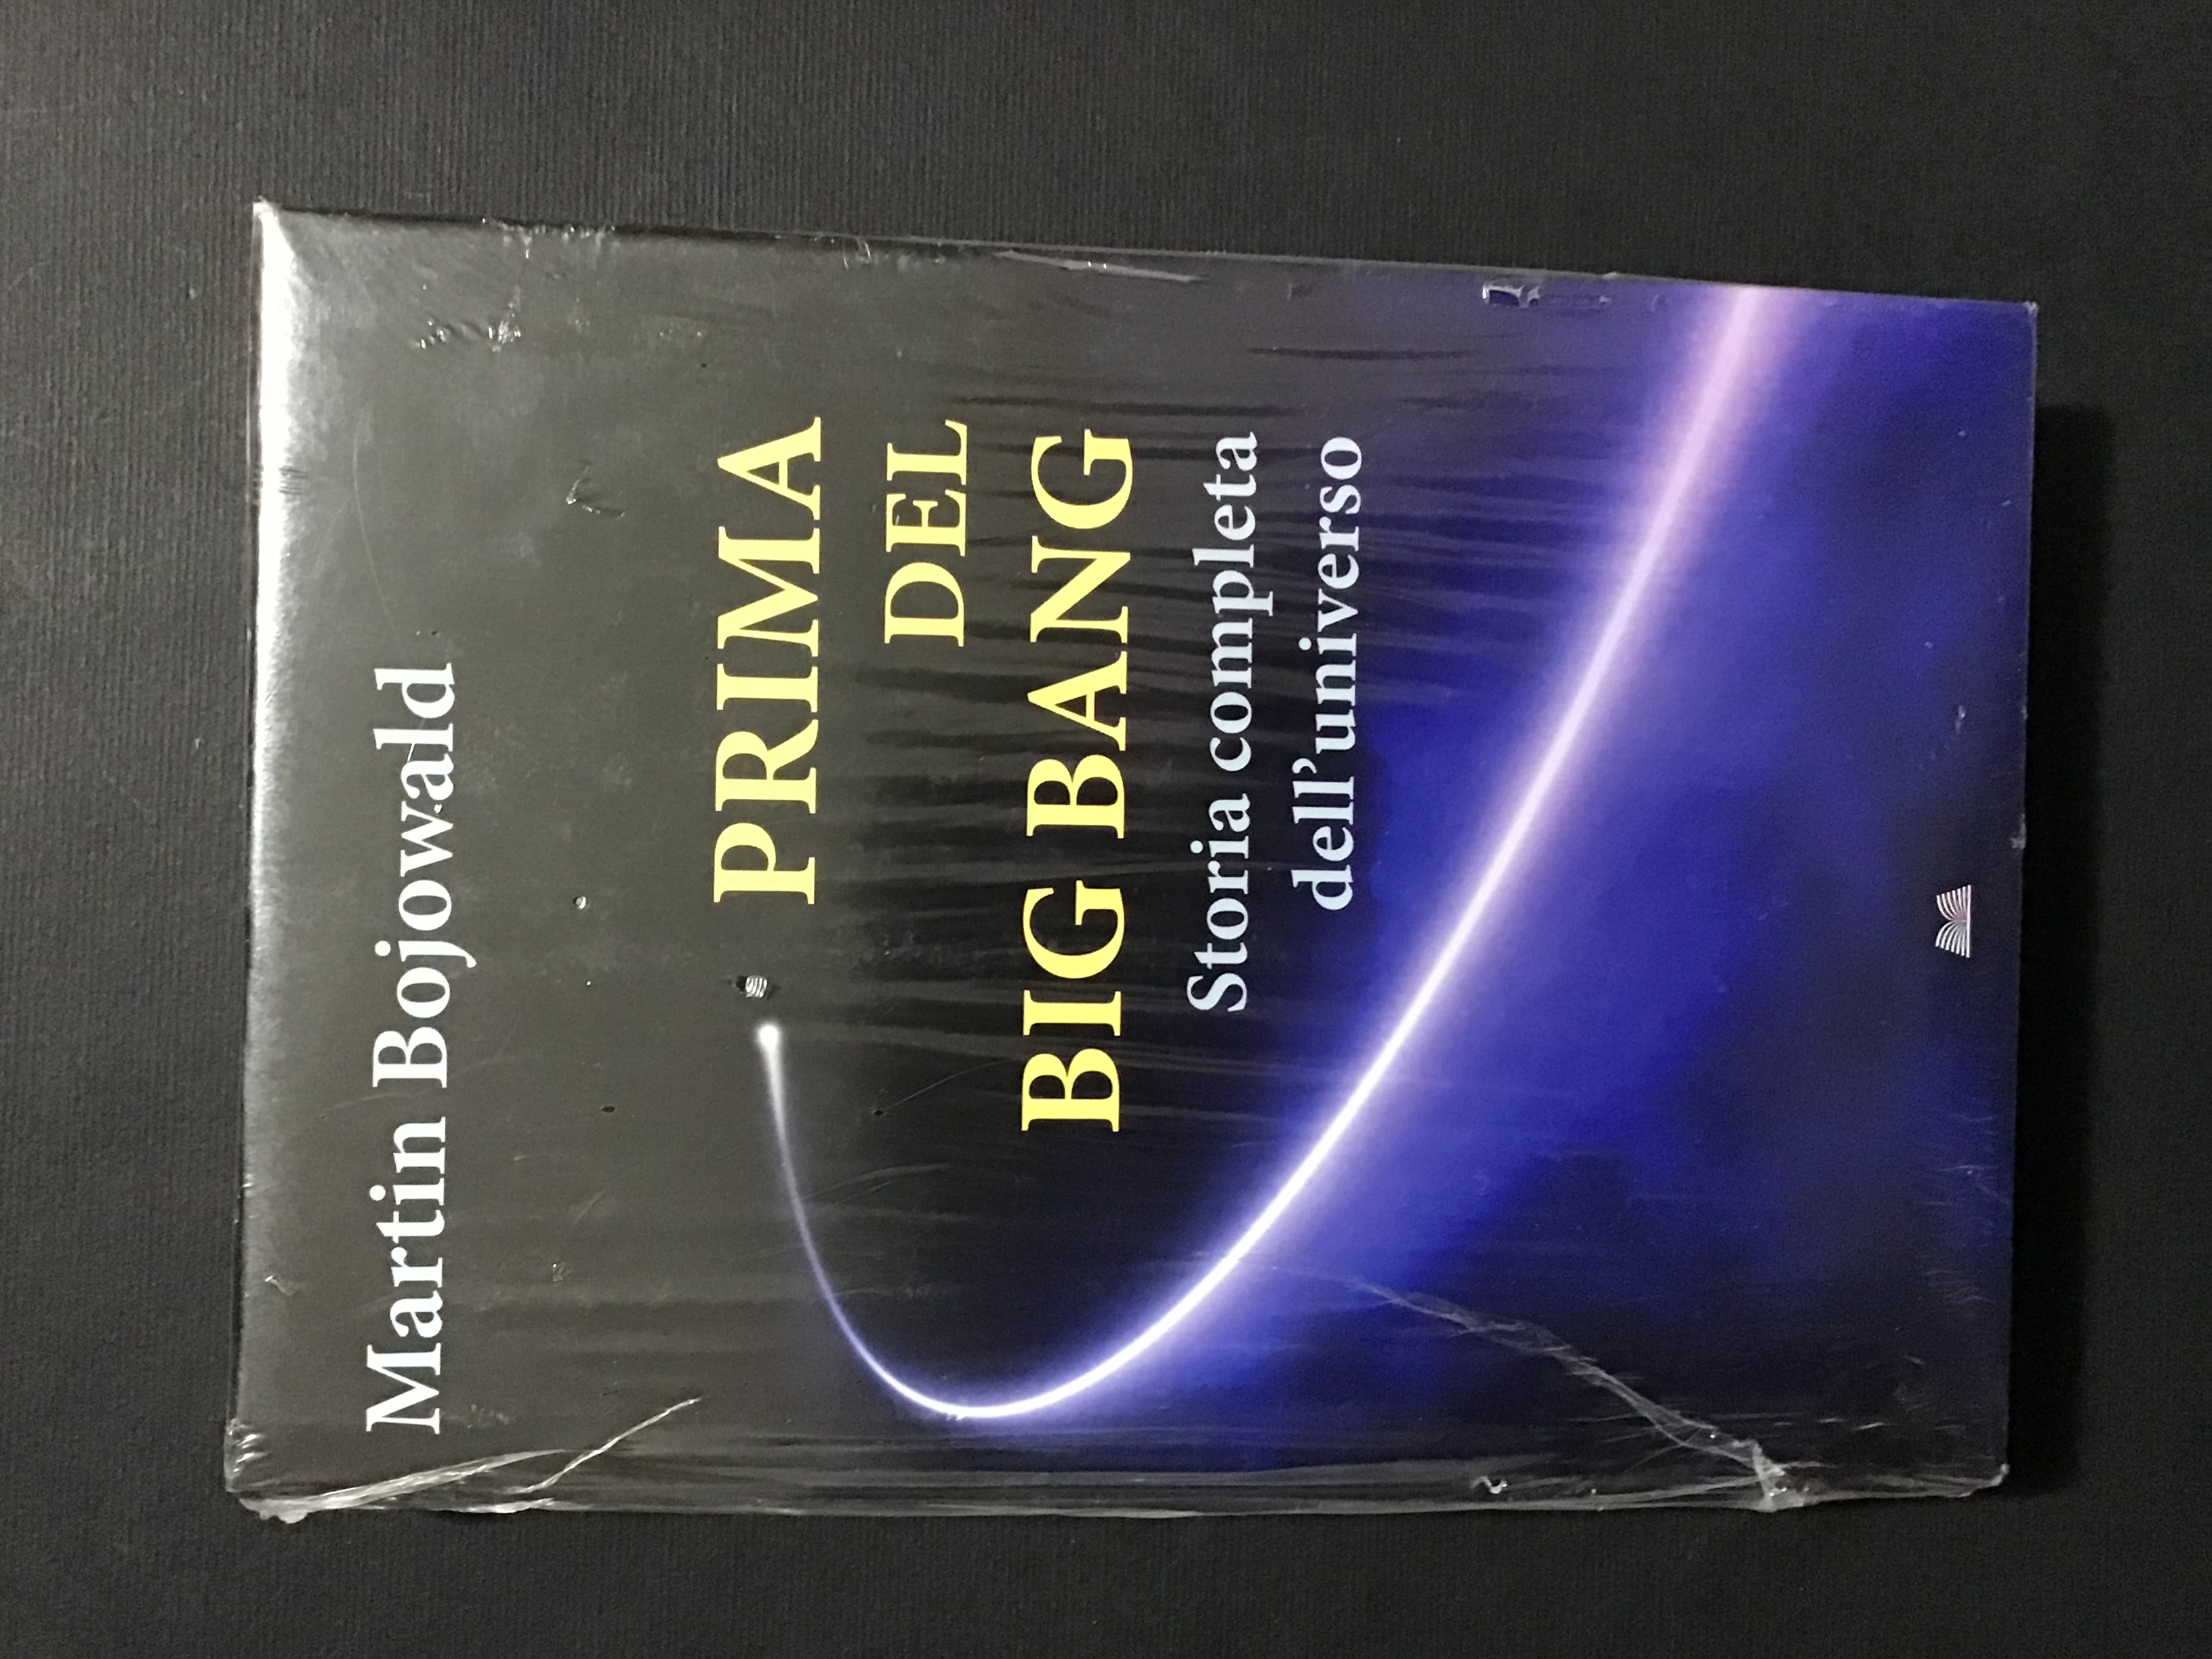 Martin Bojowald
PRIMA
DEL
BIG BANG
Storia completa
dell'universo